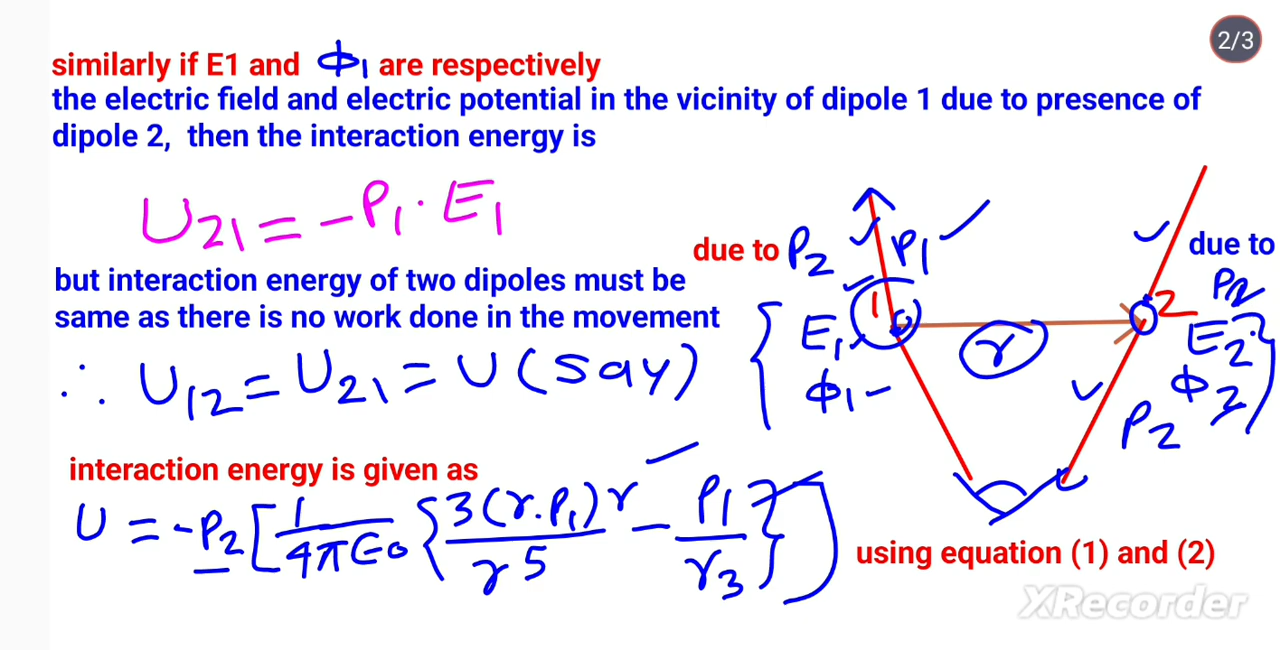 2/3
similarly if E1 and ϕ₁ are respectively
the electric field and electric potential in the vicinity of dipole 1 due to presence of
dipole 2, then the interaction energy is
U₂₁ = -P₁·E₁
but interaction energy of two dipoles must be
same as there is no work done in the movement
∴ U₁₂ = U₂₁ = U (say)
interaction energy is given as
U = -P₂ [1/4π∈₀ {3(r·P₁)r/r5 - P₁/r₃}]
due to P₂
P₁
1
E₁
ϕ₁
r
2
due to
P₂
E₂
ϕ₂
P₂
using equation (1) and (2)
XRecorder